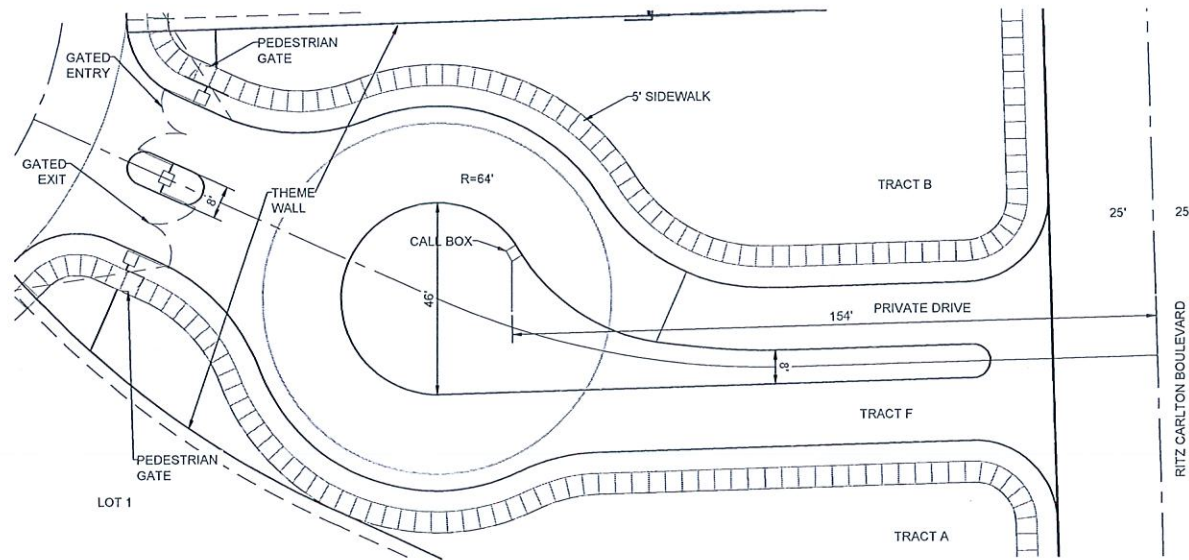 PEDESTRIAN
GATE
GATED
ENTRY
5' SIDEWALK
GATED
EXIT
8'
THEME
WALL
R=64'
TRACT B
25'
25
CALL BOX
46'
PRIVATE DRIVE
154'
RITZ CARLTON BOULEVARD
8'
TRACT F
PEDESTRIAN
GATE
LOT 1
TRACT A